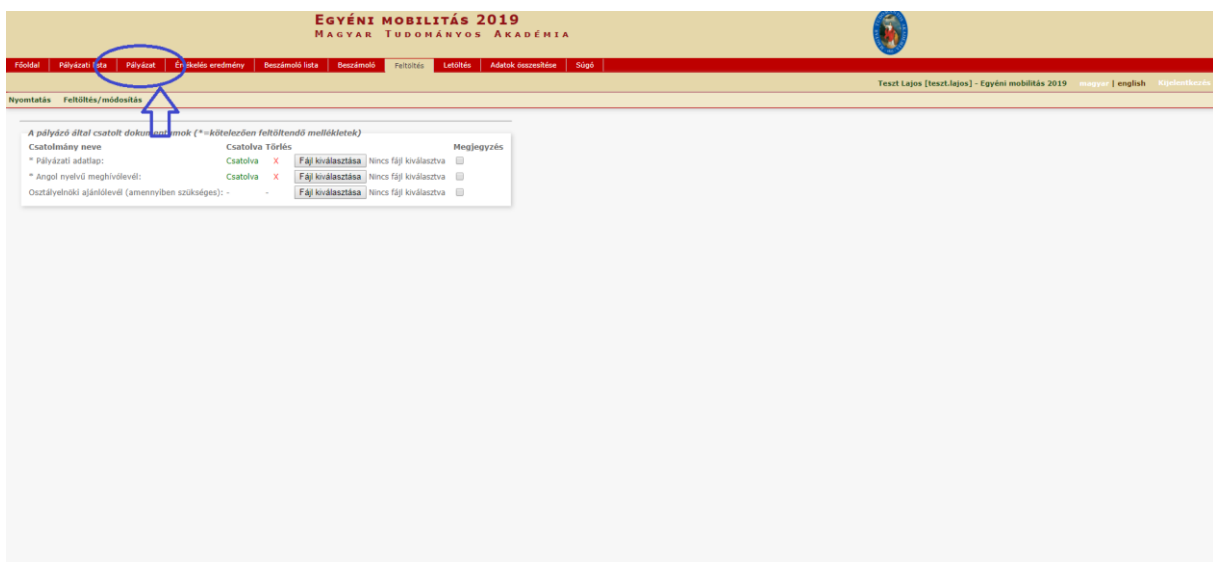 EGYÉNI MOBILITÁS 2019
MAGYAR TUDOMÁNYOS AKADÉMIA
Főoldal Pályázati lista Pályázat Értékelés eredmény Beszámoló lista Beszámoló Feltöltés Letöltés Adatok összesítése Súgó
Teszt Lajos [teszt.lajos] - Egyéni mobilitás 2019 magyar | english Kijelentkezés
Nyomtatás Feltöltés/módosítás
A pályázó által csatolt dokumentumok (*=kötelezően feltöltendő mellékletek)
Csatolmány neve Csatolva Törlés Megjegyzés
* Pályázati adatlap: Csatolva X Fájl kiválasztása Nincs fájl kiválasztva
* Angol nyelvű meghívólevél: Csatolva X Fájl kiválasztása Nincs fájl kiválasztva
Osztályelnöki ajánlólevél (amennyiben szükséges): - - Fájl kiválasztása Nincs fájl kiválasztva